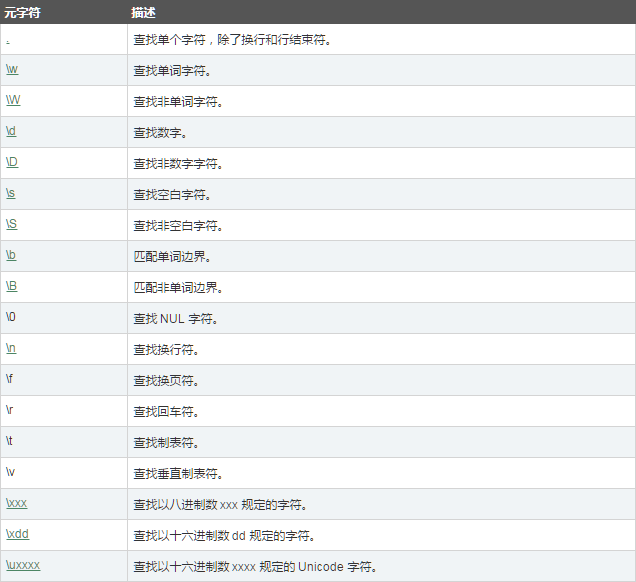 元字符 描述
. 查找单个字符，除了换行和行结束符。
\w 查找单词字符。
\W 查找非单词字符。
\d 查找数字。
\D 查找非数字字符。
\s 查找空白字符。
\S 查找非空白字符。
\b 匹配单词边界。
\B 匹配非单词边界。
\0 查找 NUL 字符。
\n 查找换行符。
\f 查找换页符。
\r 查找回车符。
\t 查找制表符。
\v 查找垂直制表符。
\xxx 查找以八进制数 xxx 规定的字符。
\xdd 查找以十六进制数 dd 规定的字符。
\uxxxx 查找以十六进制数 xxxx 规定的 Unicode 字符。